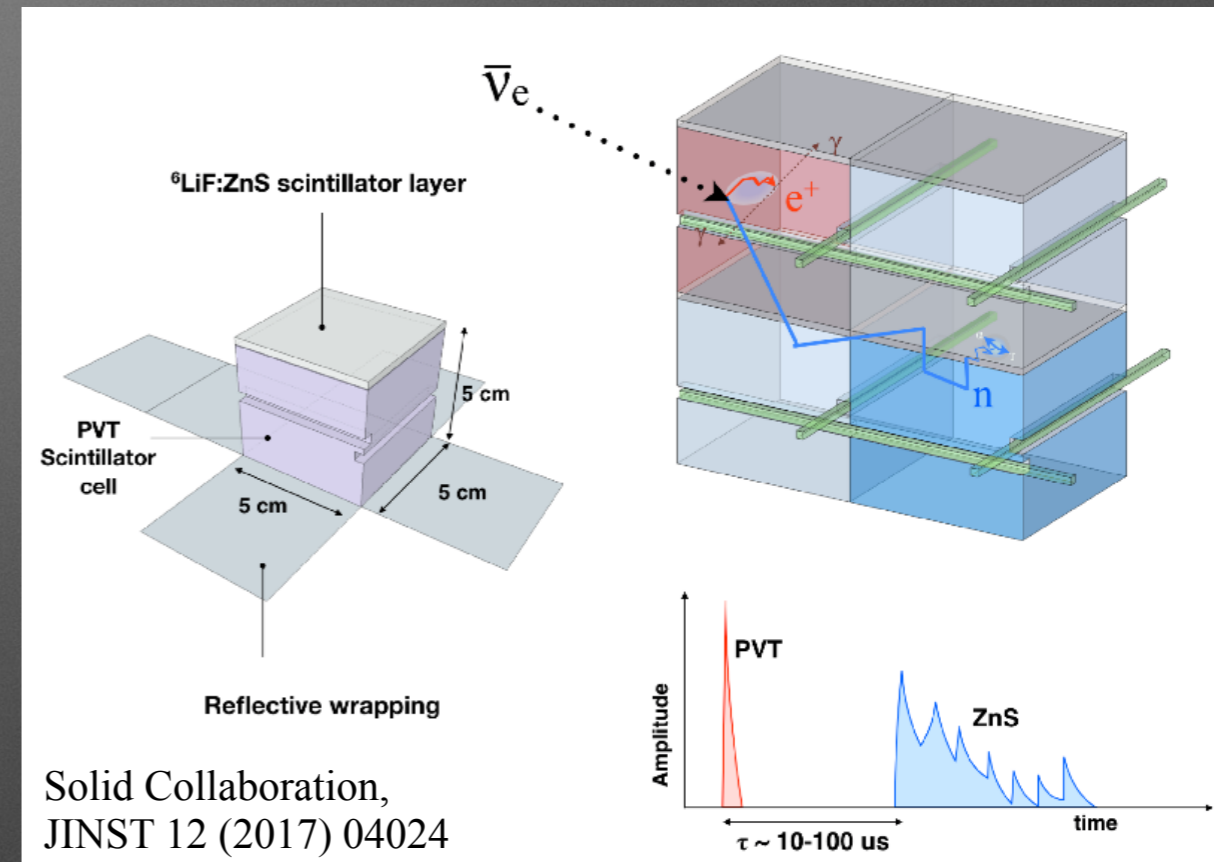 ν̅e
⁶LiF:ZnS scintillator layer
γ
e⁺
γ
5 cm
PVT
Scintillator
cell
n
5 cm
5 cm
PVT
Reflective wrapping
ZnS
Amplitude
Solid Collaboration,
JINST 12 (2017) 04024
time
τ ~ 10-100 us